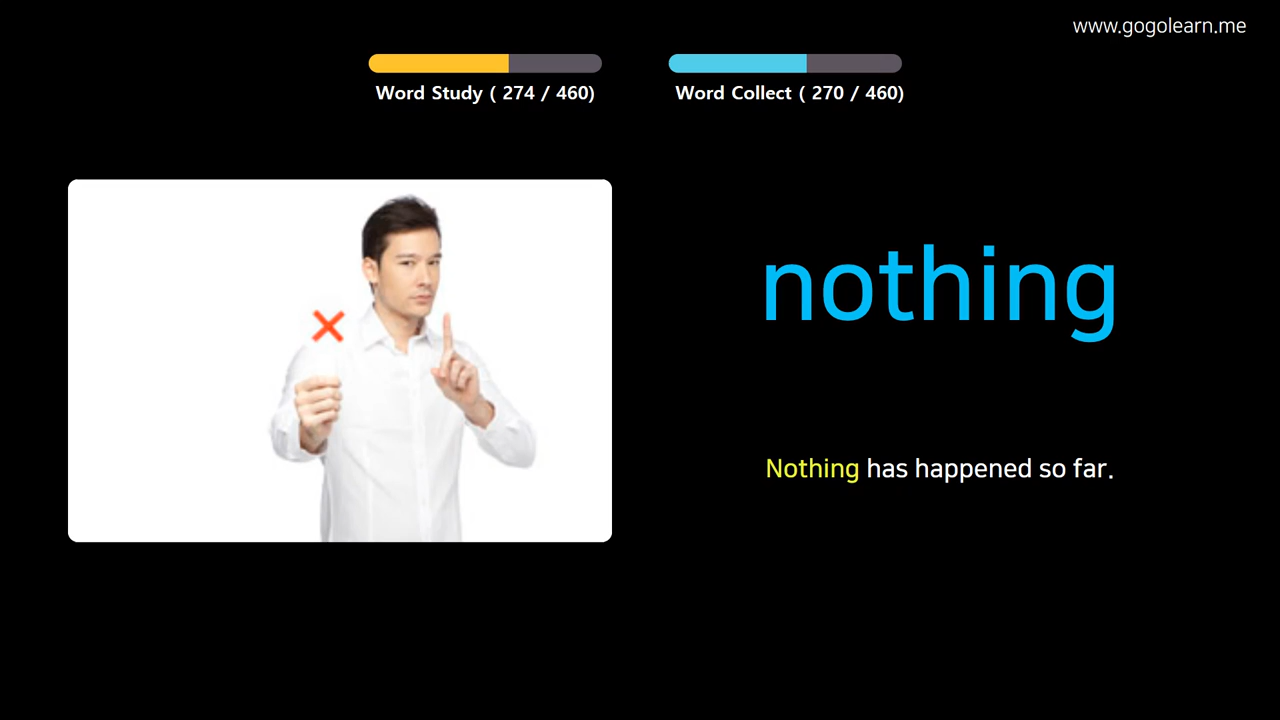 www.gogolearn.me
Word Study ( 274 / 460)
Word Collect ( 270 / 460)
nothing
Nothing has happened so far.